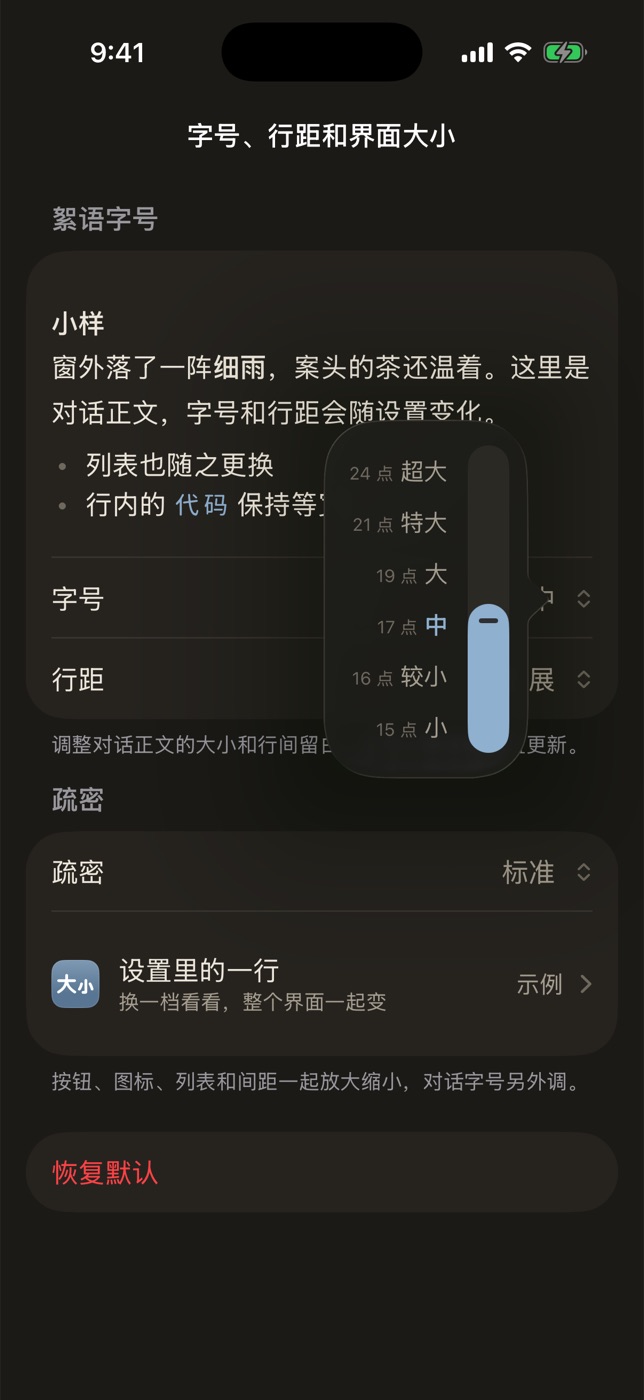 9:41
字号、行距和界面大小
絮语字号
小样
窗外落了一阵细雨，案头的茶还温着。这里是
对话正文，字号和行距会随设置变化。
列表也随之更换
行内的 代码 保持等
24 点 超大
21 点 特大
19 点 大
17 点 中
16 点 较小
15 点 小
字号
行距 展
调整对话正文的大小和行间留 更新。
疏密
疏密 标准
大小
设置里的一行 示例
换一档看看，整个界面一起变
按钮、图标、列表和间距一起放大缩小，对话字号另外调。
恢复默认